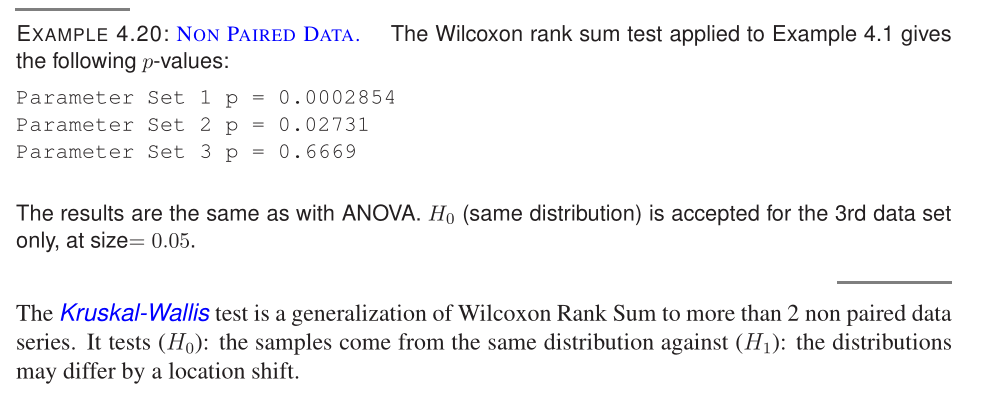 EXAMPLE 4.20: NON PAIRED DATA. The Wilcoxon rank sum test applied to Example 4.1 gives
the following p-values:
Parameter Set 1 p = 0.0002854
Parameter Set 2 p = 0.02731
Parameter Set 3 p = 0.6669
The results are the same as with ANOVA. H₀ (same distribution) is accepted for the 3rd data set
only, at size= 0.05.
The Kruskal-Wallis test is a generalization of Wilcoxon Rank Sum to more than 2 non paired data
series. It tests (H₀): the samples come from the same distribution against (H₁): the distributions
may differ by a location shift.